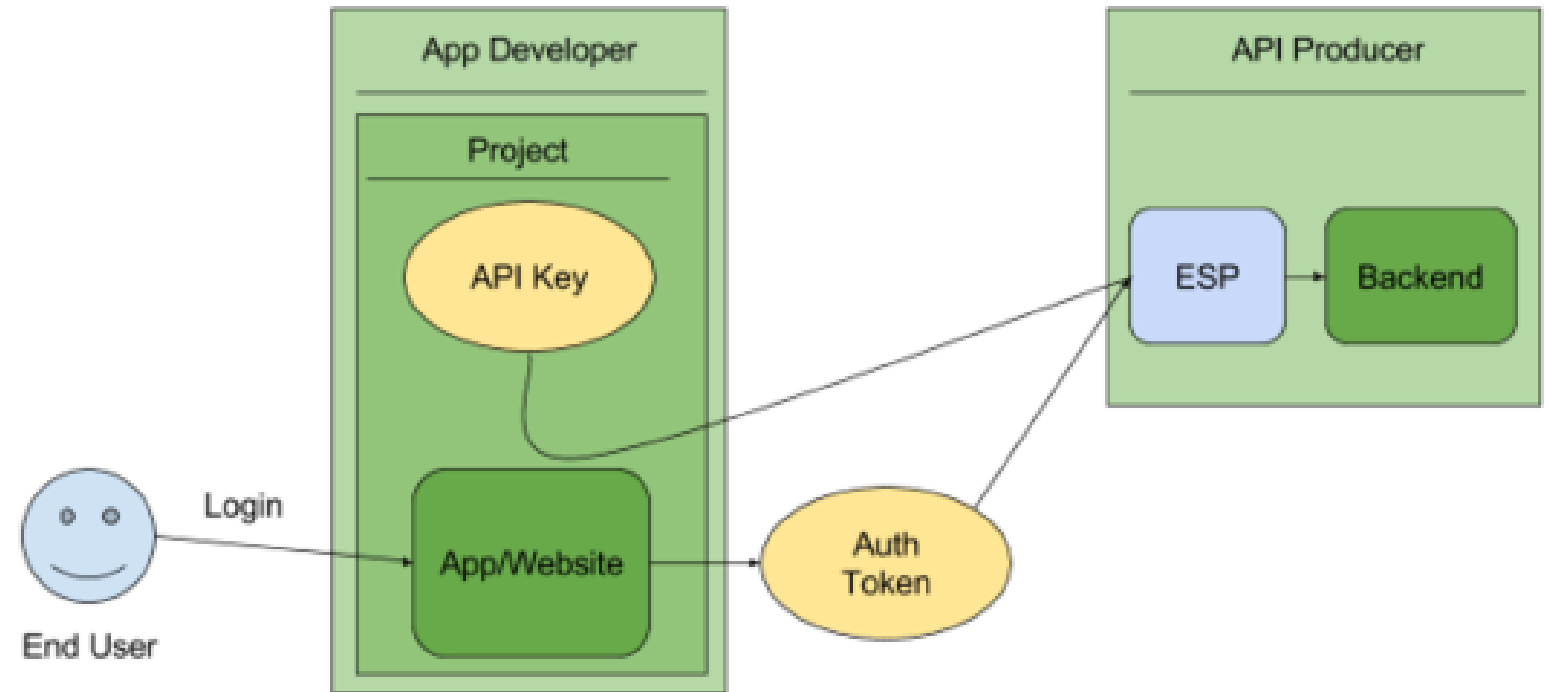 App Developer
Project
API Key
App/Website
Login
End User
Auth
Token
API Producer
ESP
Backend